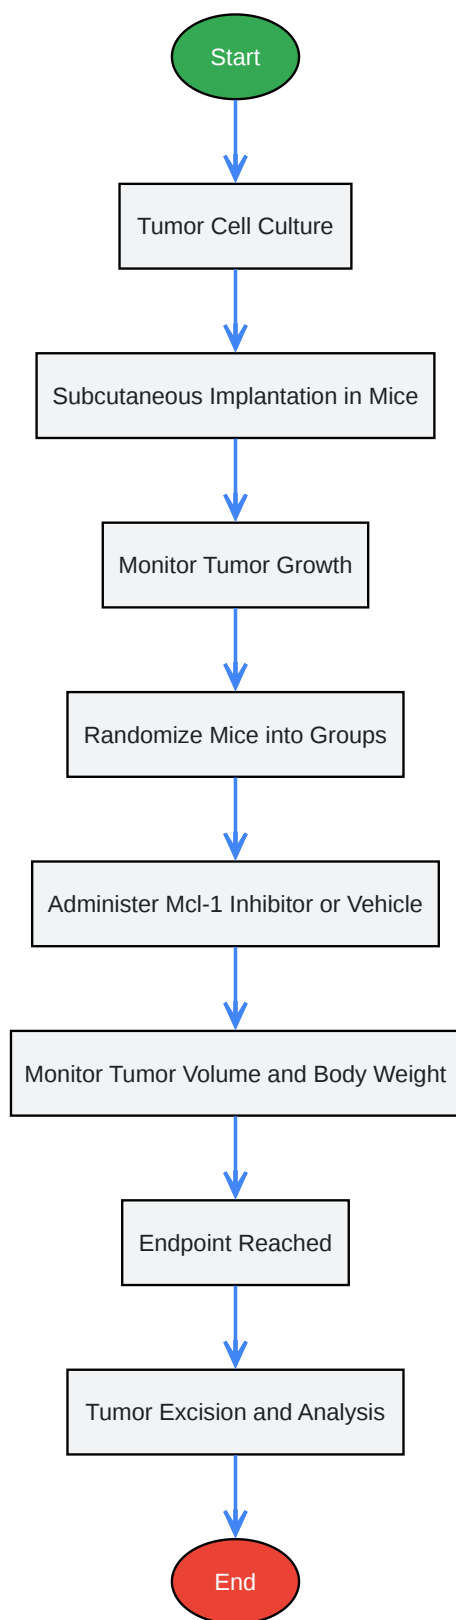 Start
Tumor Cell Culture
Subcutaneous Implantation in Mice
Monitor Tumor Growth
Randomize Mice into Groups
Administer Mcl-1 Inhibitor or Vehicle
Monitor Tumor Volume and Body Weight
Endpoint Reached
Tumor Excision and Analysis
End